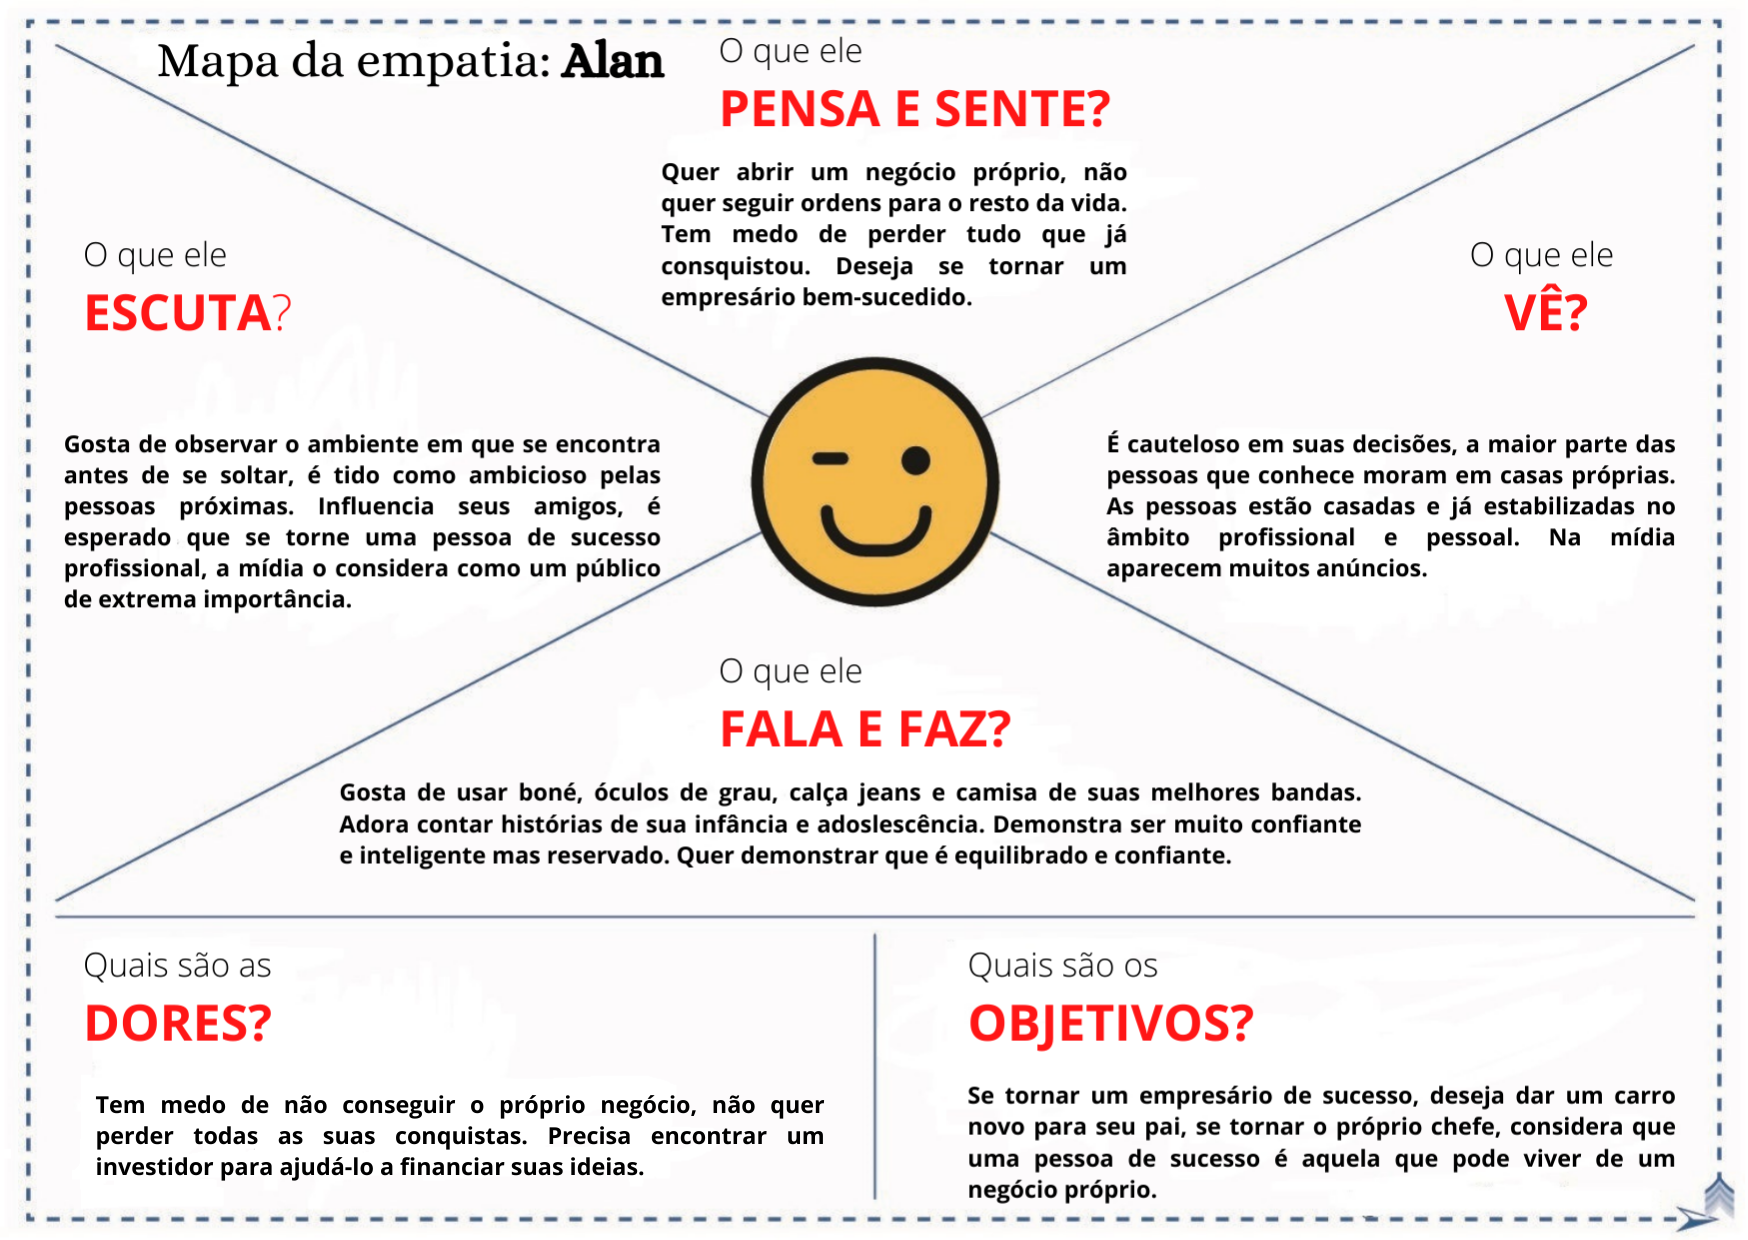 Mapa da empatia: Alan
O que ele
PENSA E SENTE?
Quer abrir um negócio próprio, não
quer seguir ordens para o resto da vida.
Tem medo de perder tudo que já
consquistou. Deseja se tornar um
empresário bem-sucedido.
O que ele
ESCUTA?
Gosta de observar o ambiente em que se encontra
antes de se soltar, é tido como ambicioso pelas
pessoas próximas. Influencia seus amigos, é
esperado que se torne uma pessoa de sucesso
profissional, a mídia o considera como um público
de extrema importância.
O que ele
VÊ?
É cauteloso em suas decisões, a maior parte das
pessoas que conhece moram em casas próprias.
As pessoas estão casadas e já estabilizadas no
âmbito profissional e pessoal. Na mídia
aparecem muitos anúncios.
O que ele
FALA E FAZ?
Gosta de usar boné, óculos de grau, calça jeans e camisa de suas melhores bandas.
Adora contar histórias de sua infância e adoslescência. Demonstra ser muito confiante
e inteligente mas reservado. Quer demonstrar que é equilibrado e confiante.
Quais são as
DORES?
Tem medo de não conseguir o próprio negócio, não quer
perder todas as suas conquistas. Precisa encontrar um
investidor para ajudá-lo a financiar suas ideias.
Quais são os
OBJETIVOS?
Se tornar um empresário de sucesso, deseja dar um carro
novo para seu pai, se tornar o próprio chefe, considera que
uma pessoa de sucesso é aquela que pode viver de um
negócio próprio.